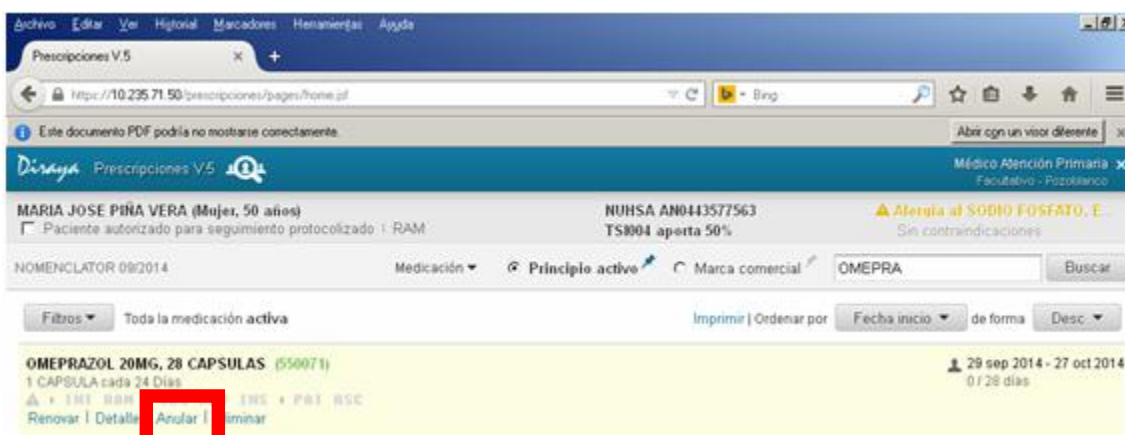 Archivo Editar Ver Historial Marcadores Herramientas Ayuda
Prescripciones V.5
https://10.235.71.50/prescripciones/pages/home.jsf
Bing
Este documento PDF podría no mostrarse correctamente.
Abrir con un visor diferente
Diraya Prescripciones V.5
Médico Atención Primaria
Facultativo - Pozoblanco
MARIA JOSE PIÑA VERA (Mujer, 50 años)
NUHSA AN0443577563
Alergia al SODIO FOSFATO, E...
Paciente autorizado para seguimiento protocolizado
RAM
TSI004 aporta 50%
Sin contraindicaciones
NOMENCLATOR 09/2014
Medicación
Principio activo
Marca comercial
OMEPRA
Buscar
Filtros
Toda la medicación activa
Imprimir | Ordenar por
Fecha inicio
de forma
Desc
OMEPRAZOL 20MG, 28 CAPSULAS (550071)
29 sep 2014 - 27 oct 2014
1 CAPSULA cada 24 Días
0 / 28 días
INT RAM INS PAT ASC
Renovar | Detalle Anular |